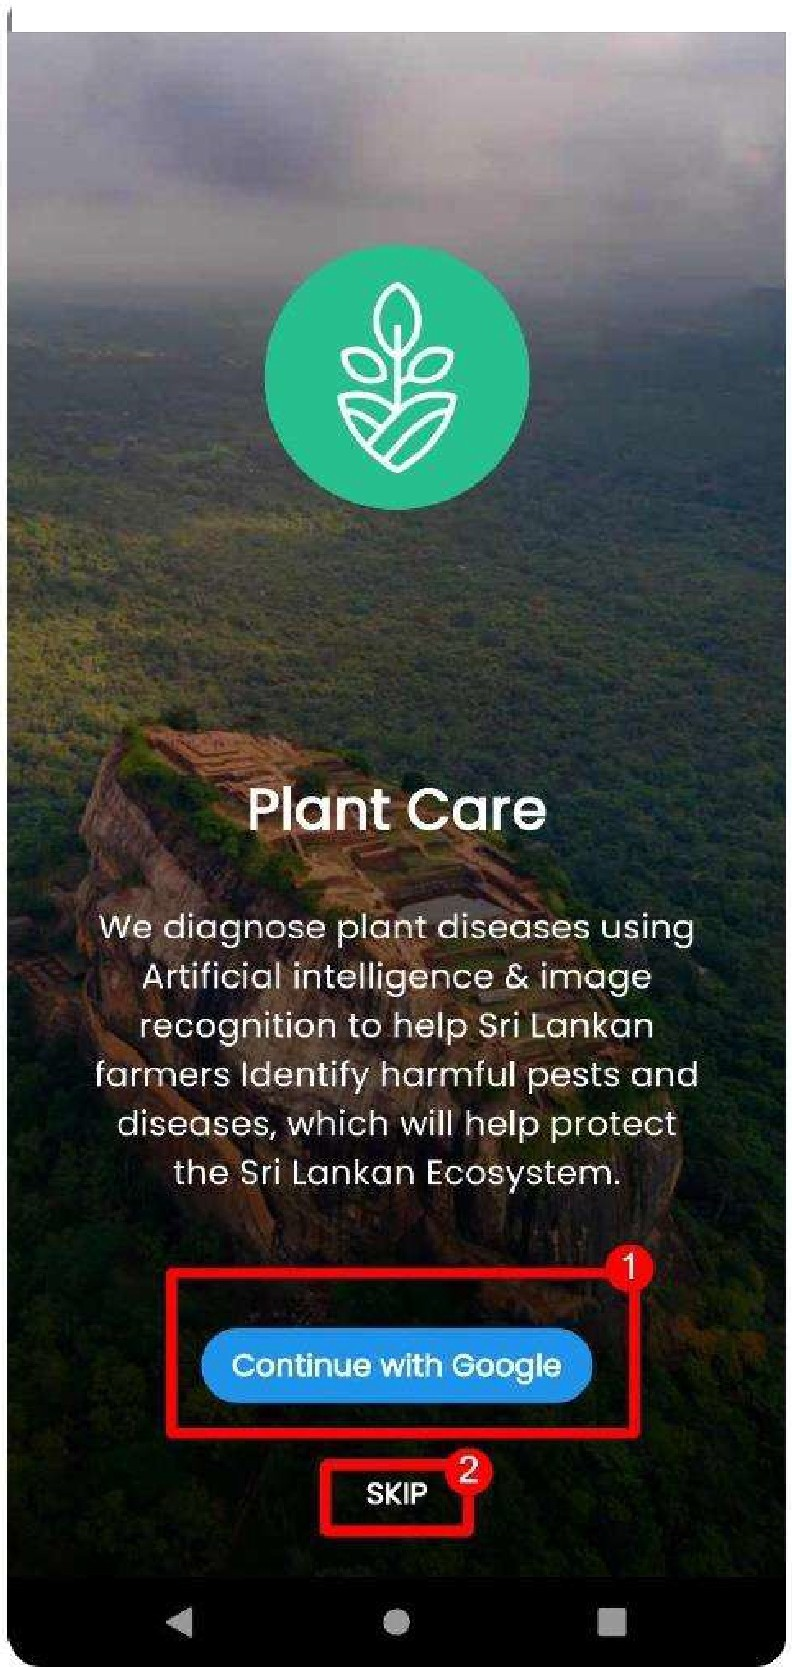 Plant Care
We diagnose plant diseases using
Artificial intelligence & image
recognition to help Sri Lankan
farmers Identify harmful pests and
diseases, which will help protect
the Sri Lankan Ecosystem.
1
Continue with Google
2
SKIP